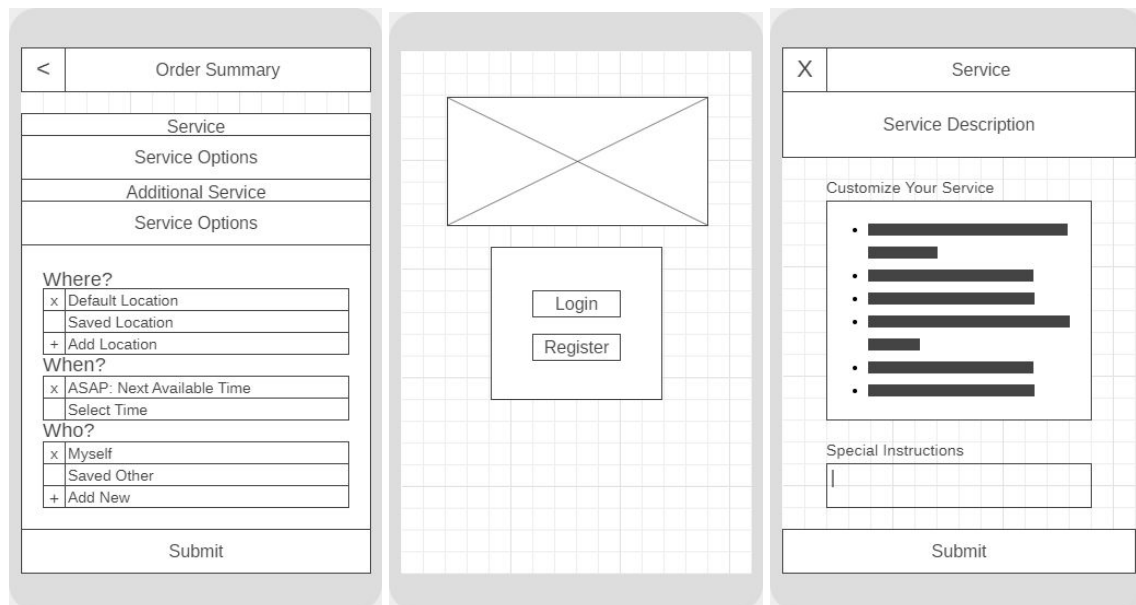 < Order Summary
Service
Service Options
Additional Service
Service Options
Where?
x Default Location
Saved Location
+ Add Location
When?
x ASAP: Next Available Time
Select Time
Who?
x Myself
Saved Other
+ Add New
Submit
Login
Register
X Service
Service Description
Customize Your Service
Special Instructions
Submit